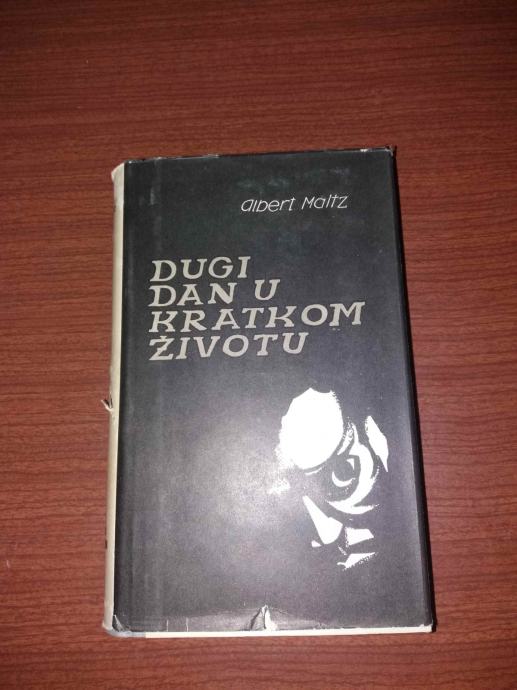 albert Maltz
DUGI
DAN U
KRATKOM
ŽIVOTU